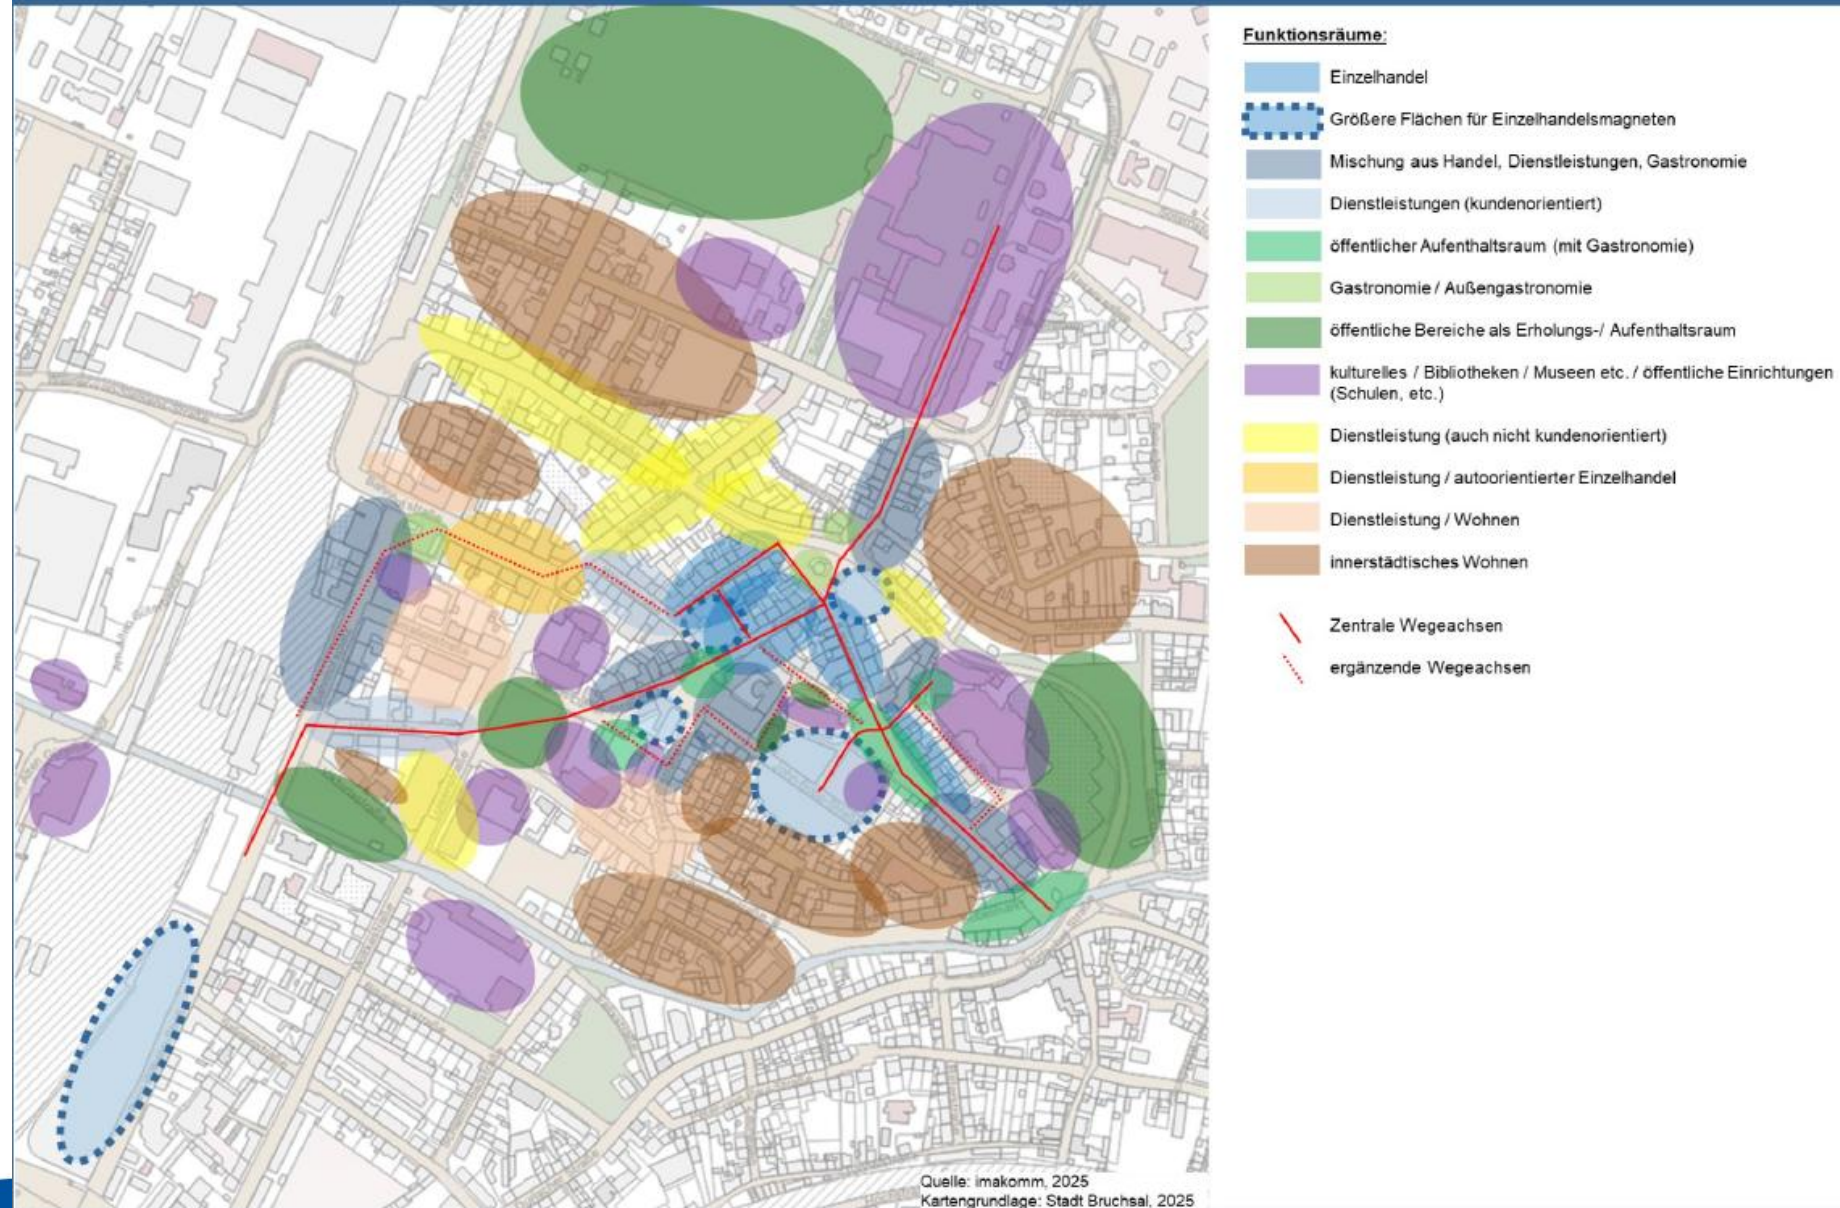 Funktionsräume:
Einzelhandel
Größere Flächen für Einzelhandelsmagneten
Mischung aus Handel, Dienstleistungen, Gastronomie
Dienstleistungen (kundenorientiert)
öffentlicher Aufenthaltsraum (mit Gastronomie)
Gastronomie / Außengastronomie
öffentliche Bereiche als Erholungs-/ Aufenthaltsraum
kulturelles / Bibliotheken / Museen etc. / öffentliche Einrichtungen
(Schulen, etc.)
Dienstleistung (auch nicht kundenorientiert)
Dienstleistung / autoorientierter Einzelhandel
Dienstleistung / Wohnen
innerstädtisches Wohnen
Zentrale Wegeachsen
ergänzende Wegeachsen
Quelle: imakomm, 2025
Kartengrundlage: Stadt Bruchsal, 2025